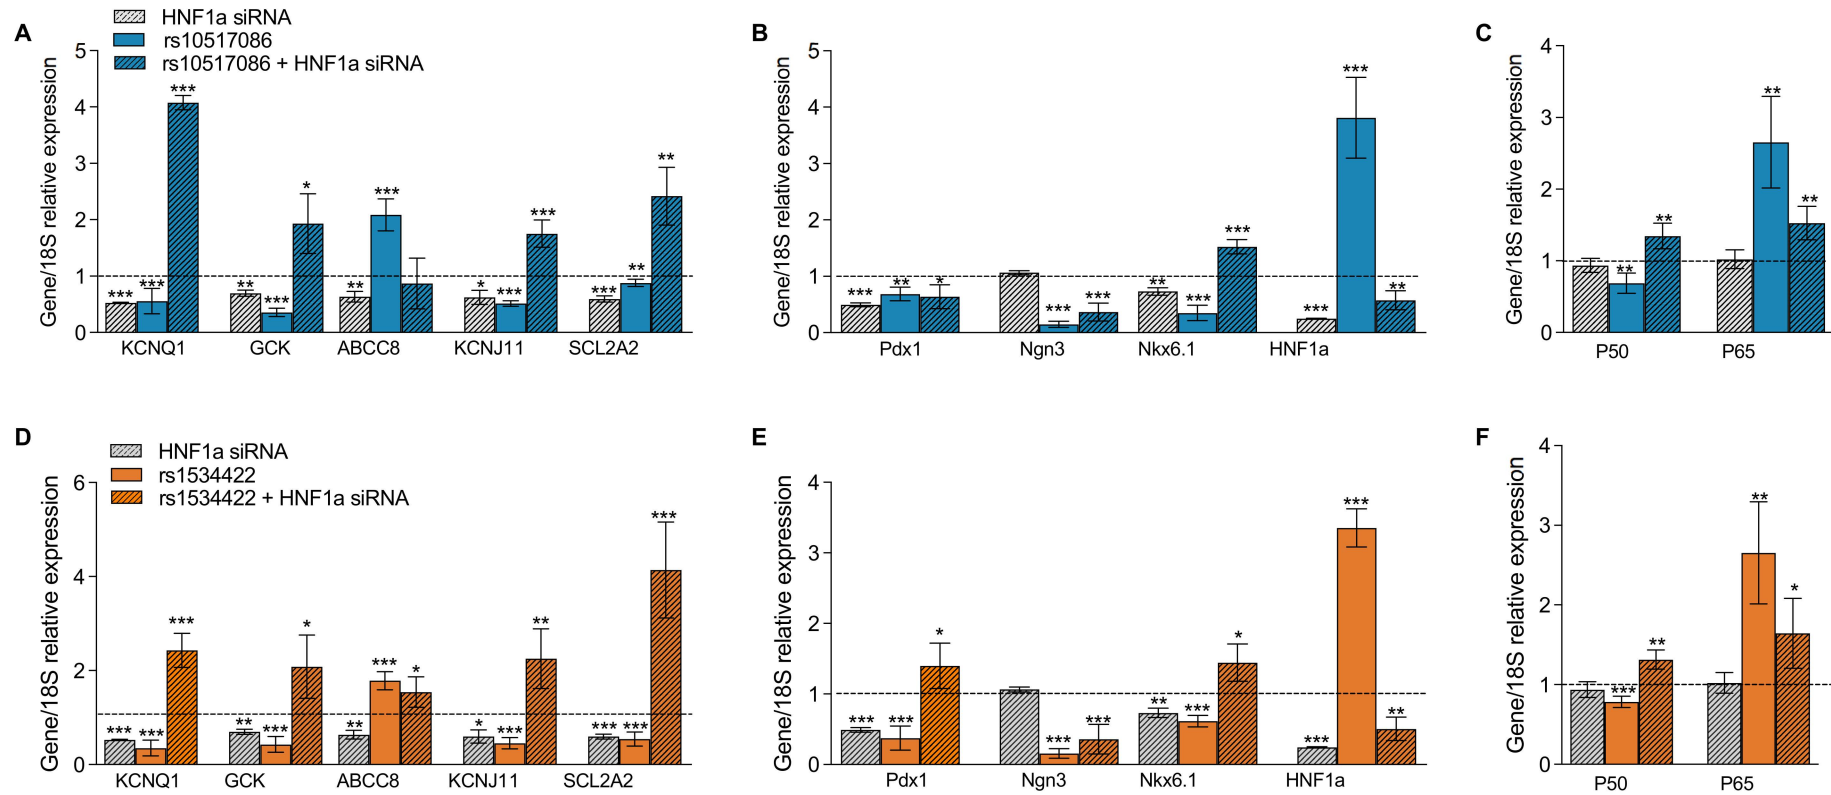 A
HNF1a siRNA
rs10517086
rs10517086 + HNF1a siRNA
Gene/18S relative expression
5
4
3
2
1
0
*** *** ***
** *** *
** ***
* *** ***
*** ** **
KCNQ1 GCK ABCC8 KCNJ11 SCL2A2
B
Gene/18S relative expression
5
4
3
2
1
0
*** ** *
*** ***
** *** ***
*** *** **
Pdx1 Ngn3 Nkx6.1 HNF1a
C
Gene/18S relative expression
4
3
2
1
0
** **
** **
P50 P65
D
HNF1a siRNA
rs1534422
rs1534422 + HNF1a siRNA
Gene/18S relative expression
6
4
2
0
*** *** ***
** *** *
** *** *
* *** **
*** *** ***
KCNQ1 GCK ABCC8 KCNJ11 SCL2A2
E
Gene/18S relative expression
4
3
2
1
0
*** *** *
*** ***
** *** *
*** *** **
Pdx1 Ngn3 Nkx6.1 HNF1a
F
Gene/18S relative expression
4
3
2
1
0
*** **
** *
P50 P65